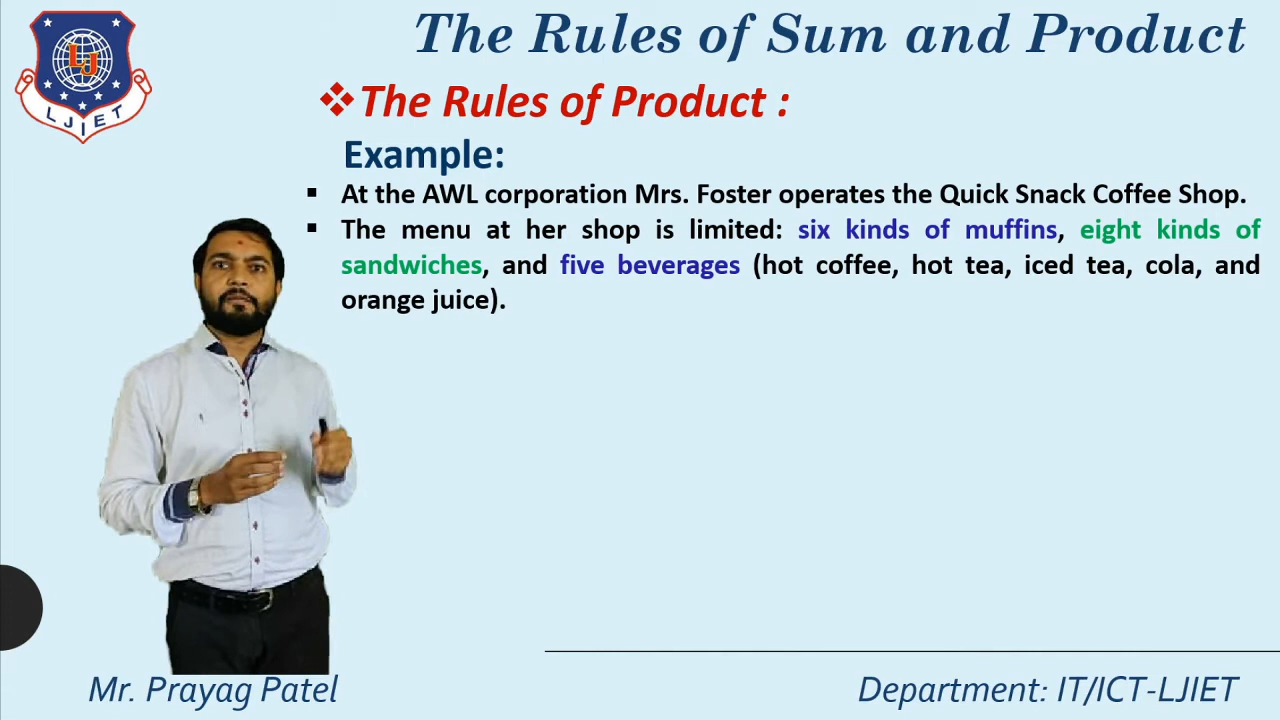 LJ
LJIET
The Rules of Sum and Product
❖The Rules of Product :
Example:
▪ At the AWL corporation Mrs. Foster operates the Quick Snack Coffee Shop.
▪ The menu at her shop is limited: six kinds of muffins, eight kinds of
sandwiches, and five beverages (hot coffee, hot tea, iced tea, cola, and
orange juice).
Mr. Prayag Patel
Department: IT/ICT-LJIET